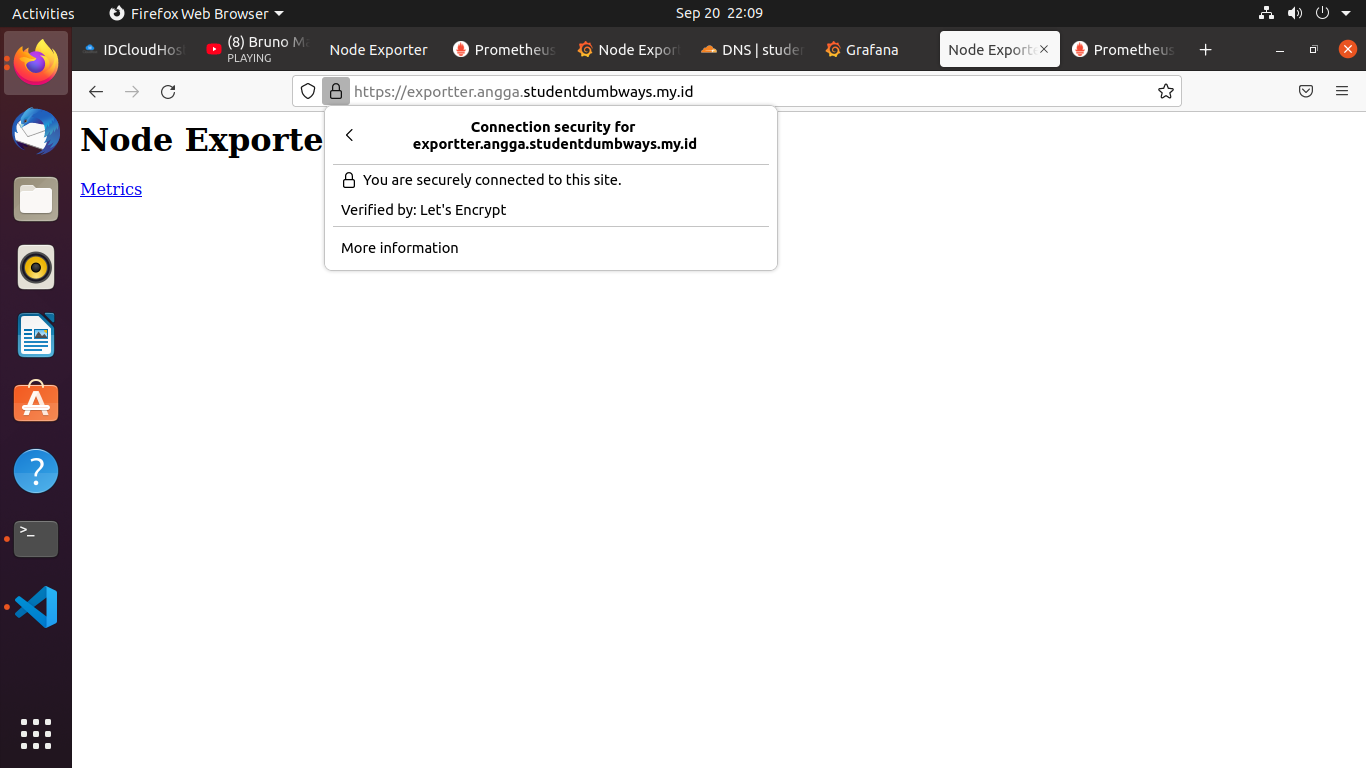 Activities
Firefox Web Browser
Sep 20 22:09
IDCloudHos
(8) Bruno Ma
PLAYING
Node Exporter
Prometheus
Node Export
DNS | studen
Grafana
Node Exporte
Prometheus
https://exportter.angga.studentdumbways.my.id
Node Exporte
Metrics
Connection security for
exportter.angga.studentdumbways.my.id
You are securely connected to this site.
Verified by: Let's Encrypt
More information